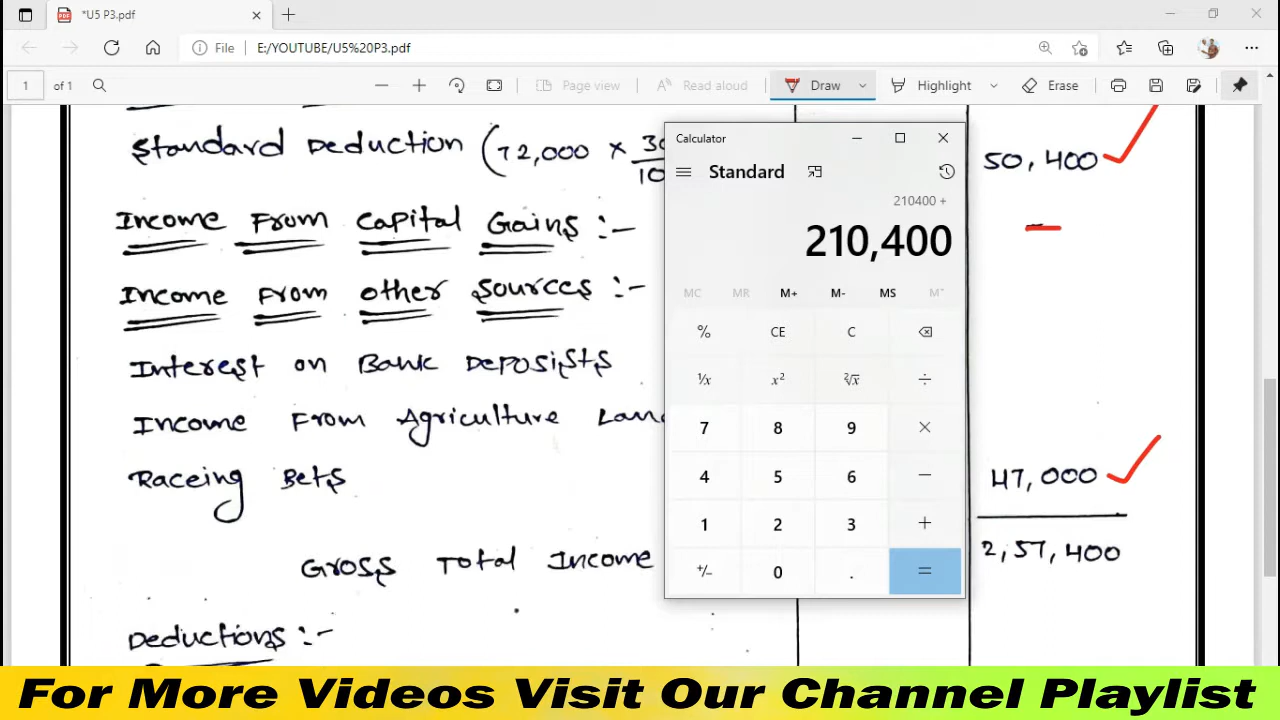 *U5 P3.pdf
File E:/YOUTUBE/U5%20P3.pdf
1 of 1 Page view Read aloud Draw Highlight Erase
Standard Deduction (72,000 × 30/10 50,400
Income From Capital Gains :-
Income From other Sources :-
Interest on Bank Deposists
Income From Agriculture Lan
Raceing Bets 47,000
Gross Total Income 2,57,400
Deductions :-
Calculator
Standard
210400 +
210,400
MC MR M+ M- MS M˅
% CE C
¹/x x² ²√x ÷
7 8 9 ×
4 5 6 −
1 2 3 +
+/− 0 . =
For More Videos Visit Our Channel Playlist